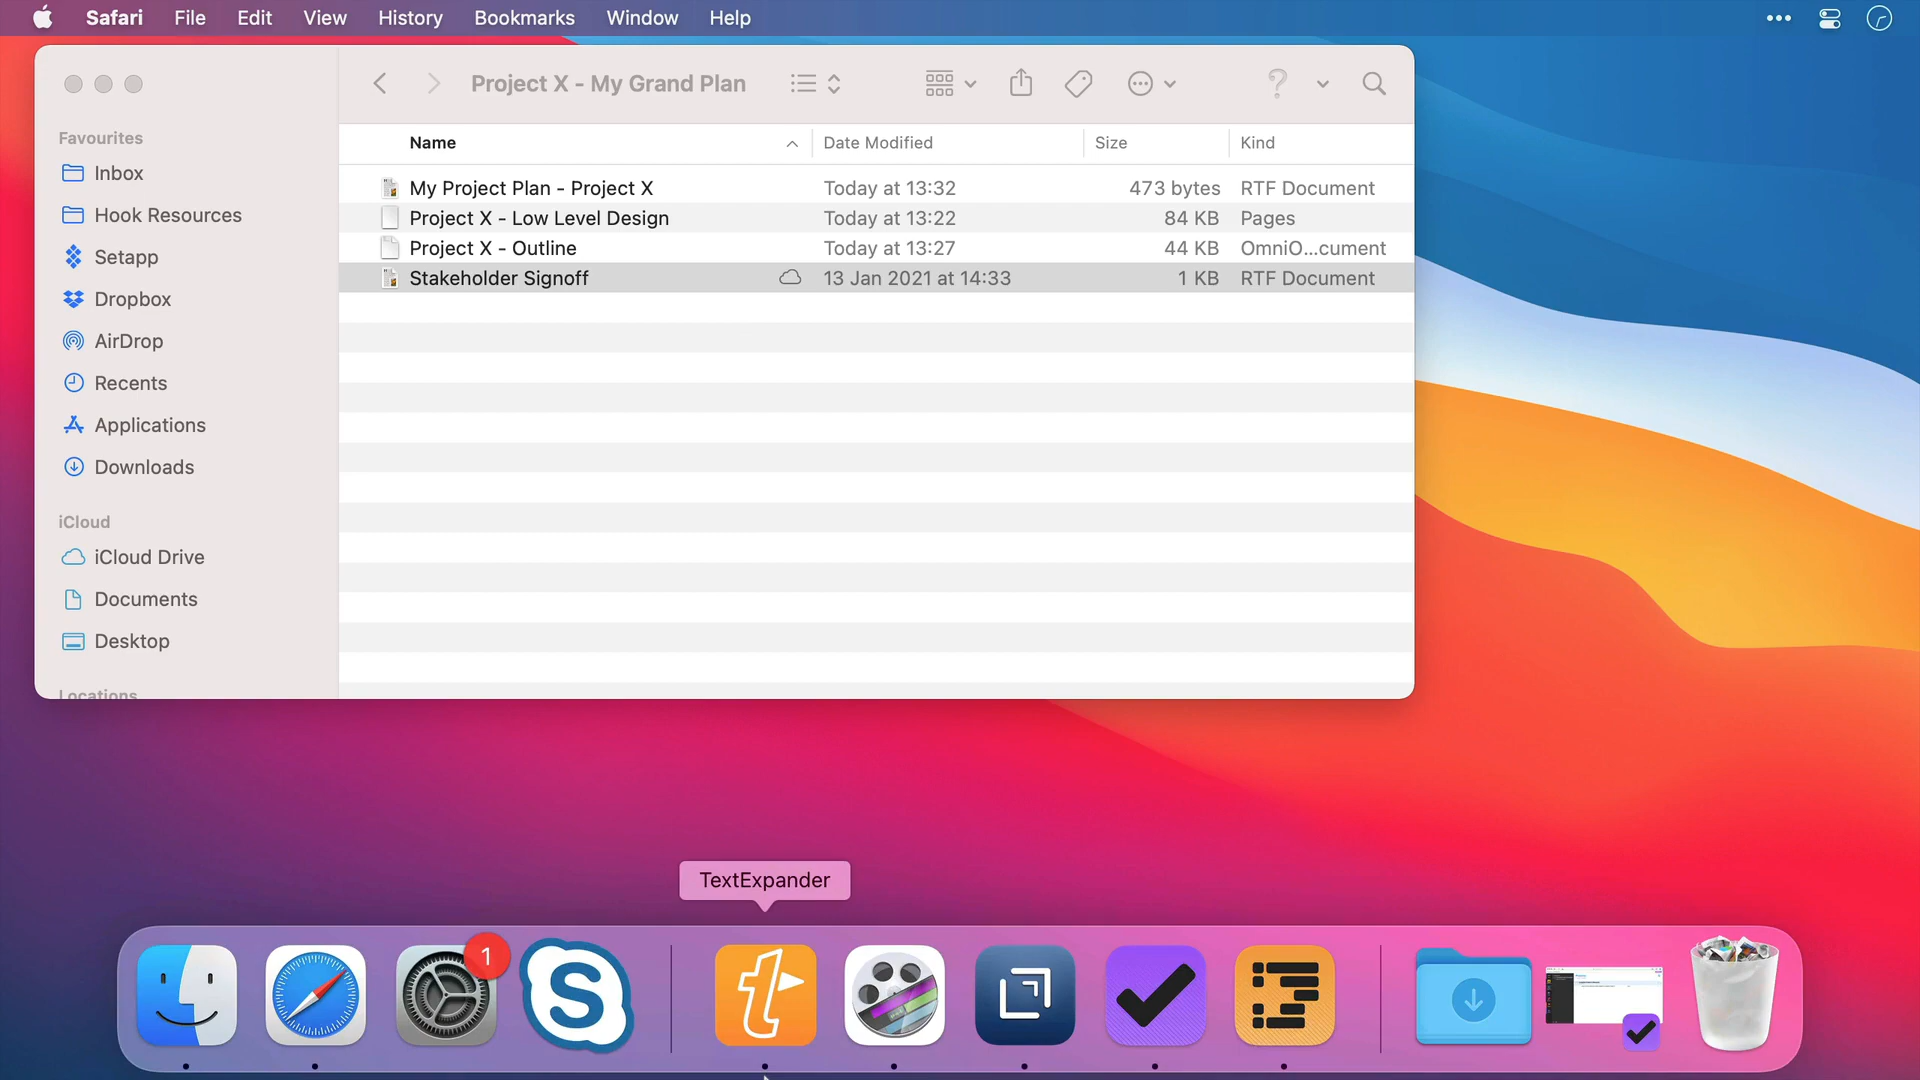 Safari File Edit View History Bookmarks Window Help
Project X - My Grand Plan
Favourites
Inbox
Hook Resources
Setapp
Dropbox
AirDrop
Recents
Applications
Downloads
iCloud
iCloud Drive
Documents
Desktop
Locations
Name Date Modified Size Kind
My Project Plan - Project X Today at 13:32 473 bytes RTF Document
Project X - Low Level Design Today at 13:22 84 KB Pages
Project X - Outline Today at 13:27 44 KB OmniO...cument
Stakeholder Signoff 13 Jan 2021 at 14:33 1 KB RTF Document
TextExpander
1